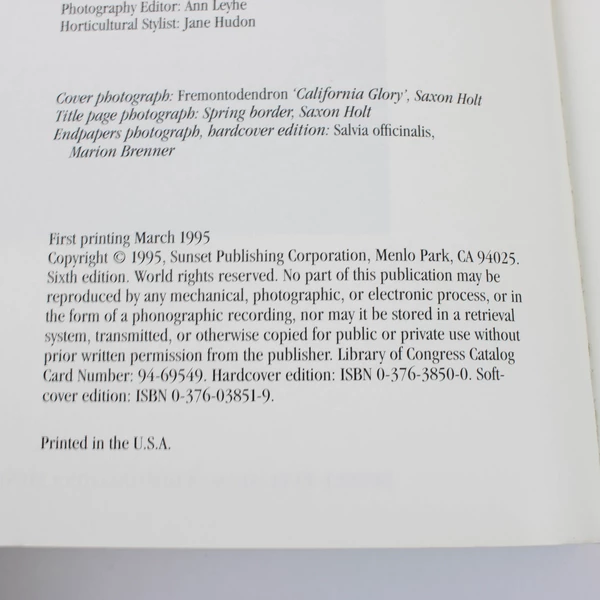 Photography Editor: Ann Leyhe
Horticultural Stylist: Jane Hudon
Cover photograph: Fremontodendron ‘California Glory’, Saxon Holt
Title page photograph: Spring border, Saxon Holt
Endpapers photograph, hardcover edition: Salvia officinalis,
Marion Brenner
First printing March 1995
Copyright © 1995, Sunset Publishing Corporation, Menlo Park, CA 94025.
Sixth edition. World rights reserved. No part of this publication may be
reproduced by any mechanical, photographic, or electronic process, or in
the form of a phonographic recording, nor may it be stored in a retrieval
system, transmitted, or otherwise copied for public or private use without
prior written permission from the publisher. Library of Congress Catalog
Card Number: 94-69549. Hardcover edition: ISBN 0-376-3850-0. Soft-
cover edition: ISBN 0-376-03851-9.
Printed in the U.S.A.